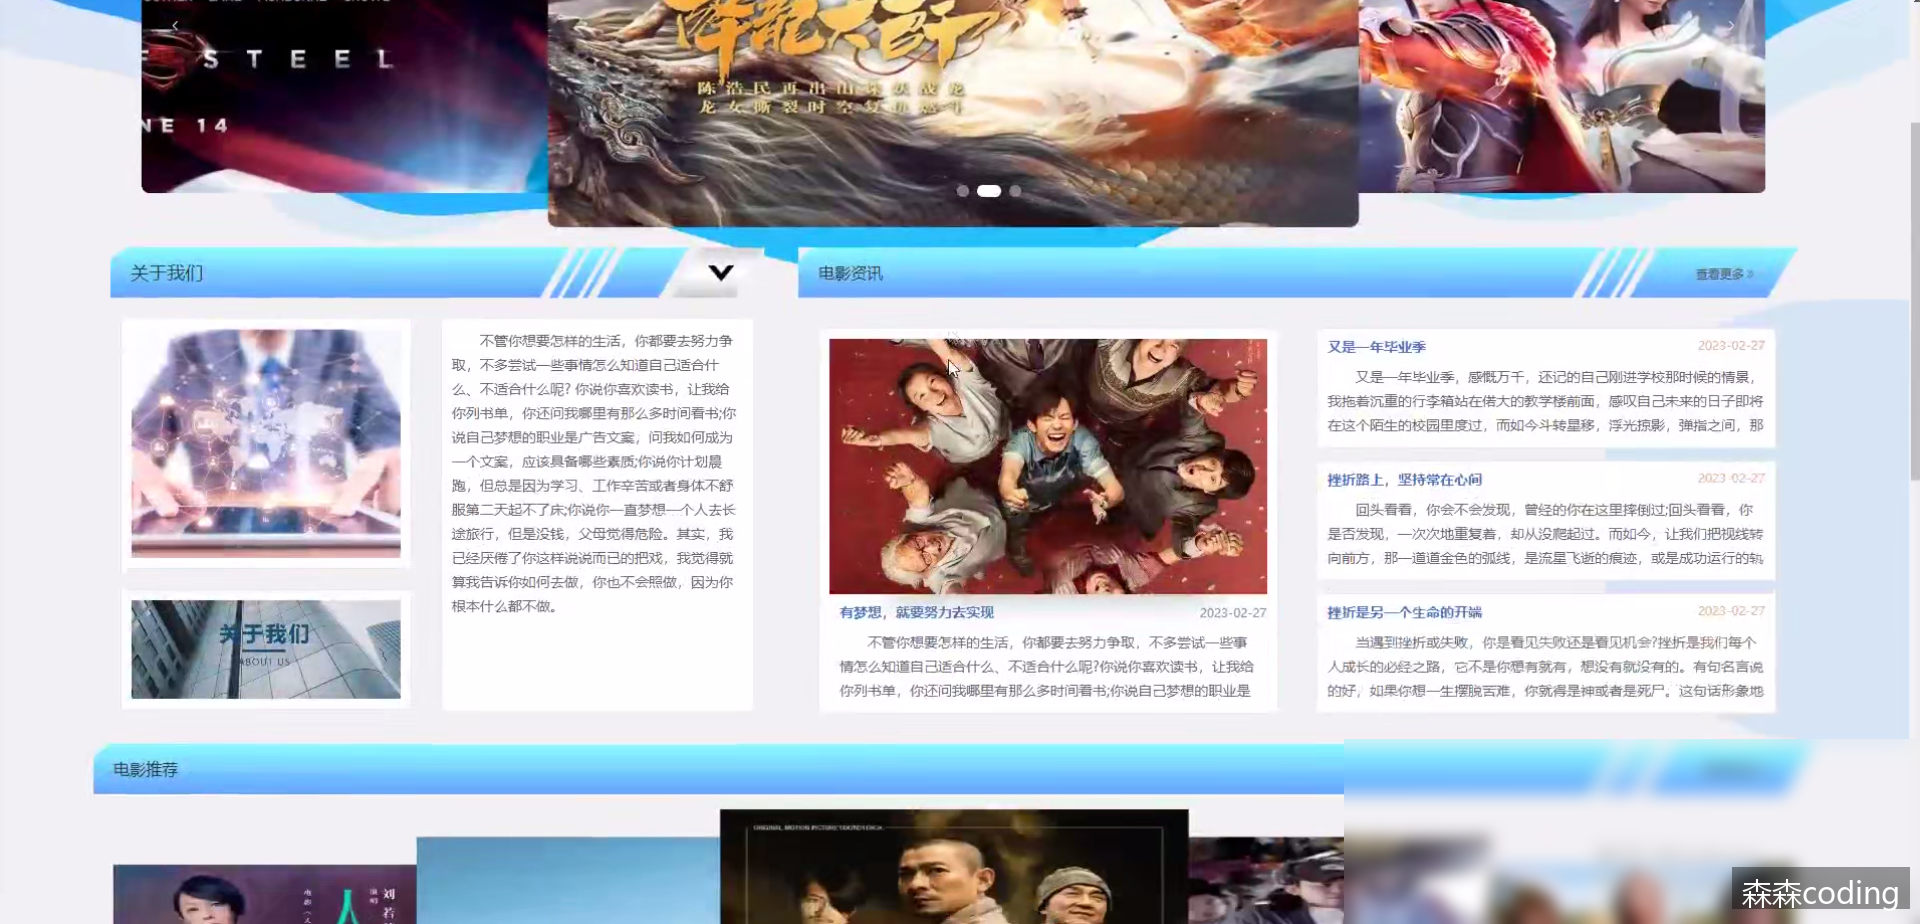 STEEL
NE 14
降龙大师
陈浩民再出山伏妖战龙
龙女撕裂时空
关于我们
电影资讯
查看更多»
不管你想要怎样的生活，你都要去努力争
取，不多尝试一些事情怎么知道自己适合什
么、不适合什么呢? 你说你喜欢读书，让我给
你列书单，你还问我哪里有那么多时间看书;你
说自己梦想的职业是广告文案，问我如何成为
一个文案，应该具备哪些素质;你说你计划晨
跑，但总是因为学习、工作辛苦或者身体不舒
服第二天起不了床;你说你一直梦想一个人去长
途旅行，但是没钱，父母觉得危险。其实，我
已经厌倦了你这样说说而已的把戏，我觉得就
算我告诉你如何去做，你也不会照做，因为你
根本什么都不做。
关于我们
ABOUT US
有梦想，就要努力去实现
2023-02-27
不管你想要怎样的生活，你都要去努力争取，不多尝试一些事
情怎么知道自己适合什么、不适合什么呢?你说你喜欢读书，让我给
你列书单，你还问我哪里有那么多时间看书;你说自己梦想的职业是
又是一年毕业季
2023-02-27
又是一年毕业季，感慨万千，还记的自己刚进学校那时候的情景，
我拖着沉重的行李箱站在偌大的教学楼前面，感叹自己未来的日子即将
在这个陌生的校园里度过，而如今斗转星移，浮光掠影，弹指之间，那
挫折路上，坚持常在心间
2023-02-27
回头看看，你会不会发现，曾经的你在这里摔倒过;回头看看，你
是否发现，一次次地重复着，却从没爬起过。而如今，让我们把视线转
向前方，那一道道金色的弧线，是流星飞逝的痕迹，或是成功运行的轨
挫折是另一个生命的开端
2023-02-27
当遇到挫折或失败，你是看见失败还是看见机会?挫折是我们每个
人成长的必经之路，它不是你想有就有，想没有就没有的。有句名言说
的好，如果你想一生摆脱苦难，你就得是神或者是死尸。这句话形象地
电影推荐
ORIGINAL MOTION PICTURE SOUNDTRACK
刘若
人
森森coding